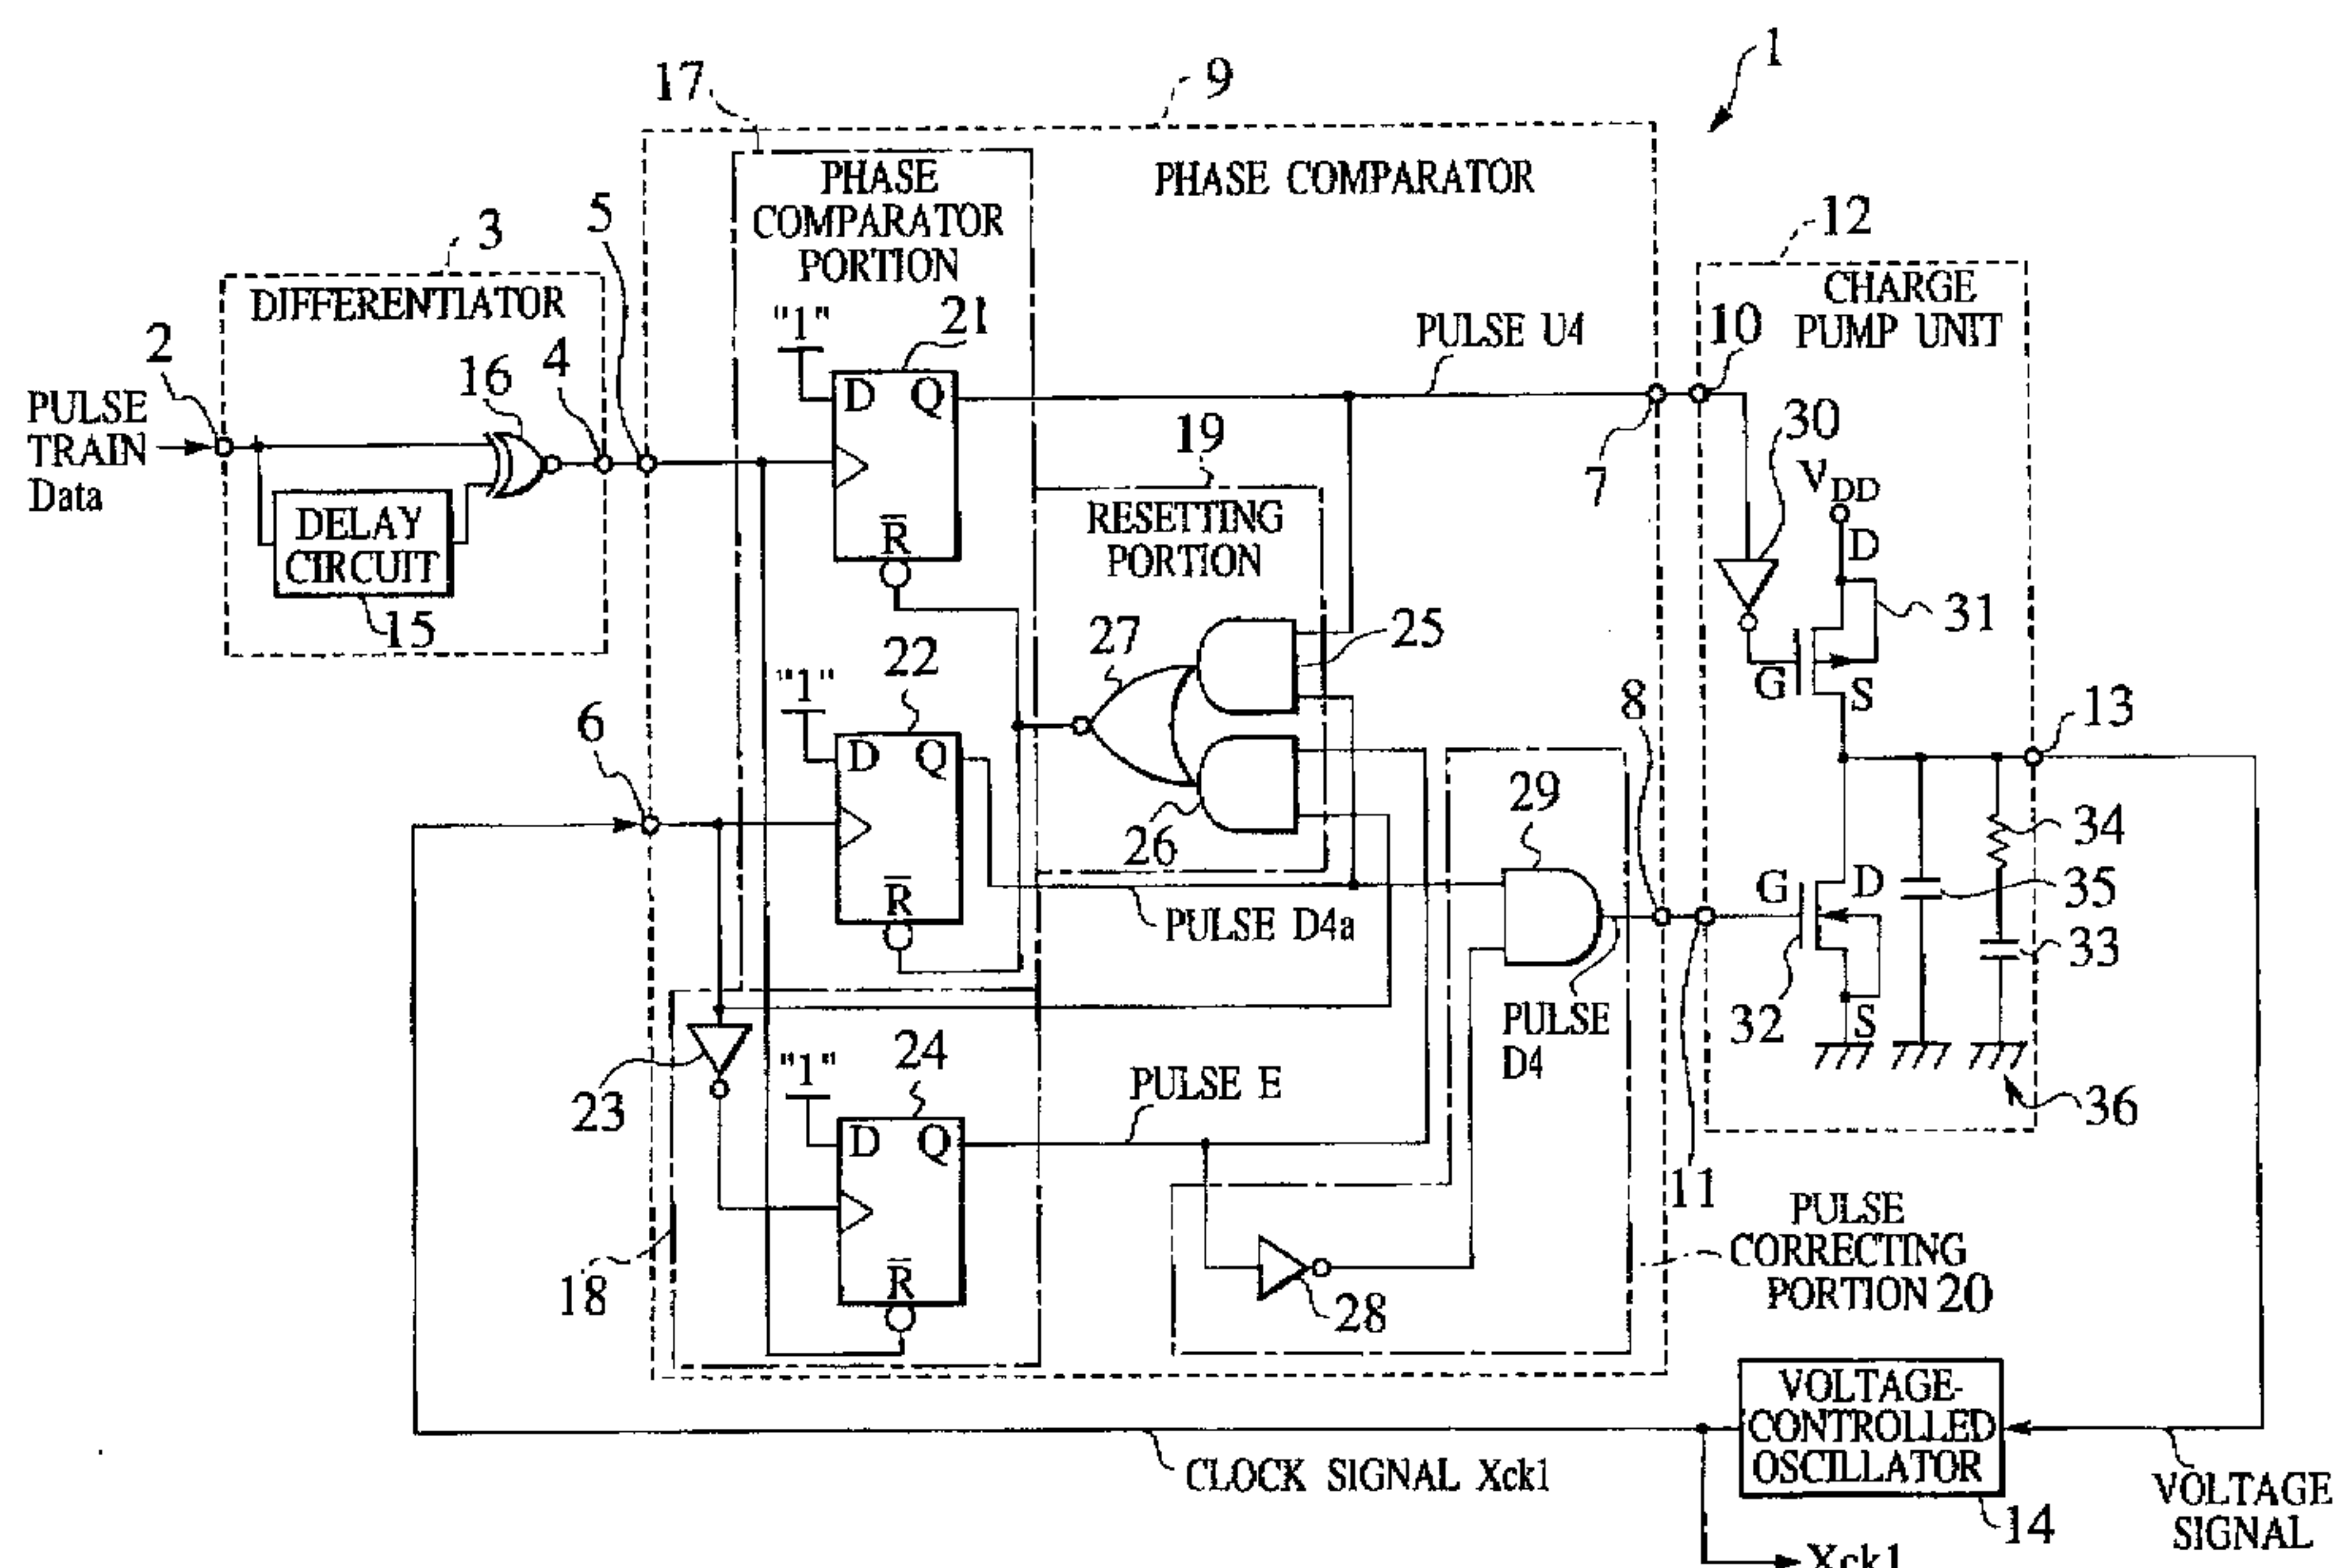 1
17
9
PHASE
COMPARATOR
PORTION
PHASE COMPARATOR
3
5
12
DIFFERENTIATOR
CHARGE
PUMP UNIT
2
16
4
"1"
21
PULSE U4
10
PULSE
TRAIN
Data
D Q
19
7
30
VDD
D
DELAY
CIRCUIT
15
R
RESETTING
PORTION
31
27
25
G
S
22
"1"
6
D Q
8
13
26
29
34
R
PULSE D4a
G D
35
33
32
S
PULSE
D4
23
"1"
24
PULSE E
36
D Q
11
18
R
28
PULSE
CORRECTING
PORTION 20
VOLTAGE-
CONTROLLED
OSCILLATOR
CLOCK SIGNAL Xck1
14
VOLTAGE
SIGNAL
Xck1